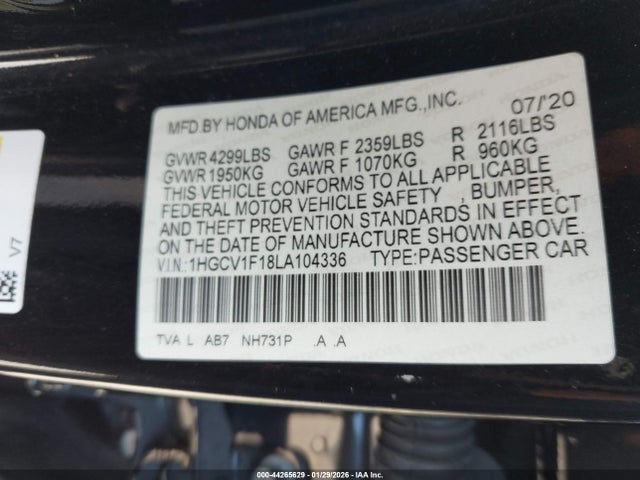 MFD.BY HONDA OF AMERICA MFG.,INC. 07/'20
GVWR 4299LBS GAWR F 2359LBS R 2116LBS
GVWR 1950KG GAWR F 1070KG R 960KG
THIS VEHICLE CONFORMS TO ALL APPLICABLE
FEDERAL MOTOR VEHICLE SAFETY , BUMPER,
AND THEFT PREVENTION STANDARDS IN EFFECT
ON THE DATE OF MANUFACTURE SHOWN ABOVE.
V.I.N.:1HGCV1F18LA104336 TYPE:PASSENGER CAR
TVA L AB7 NH731P .A .A
V7
000-44265629 - 01/29/2026 - IAA Inc.